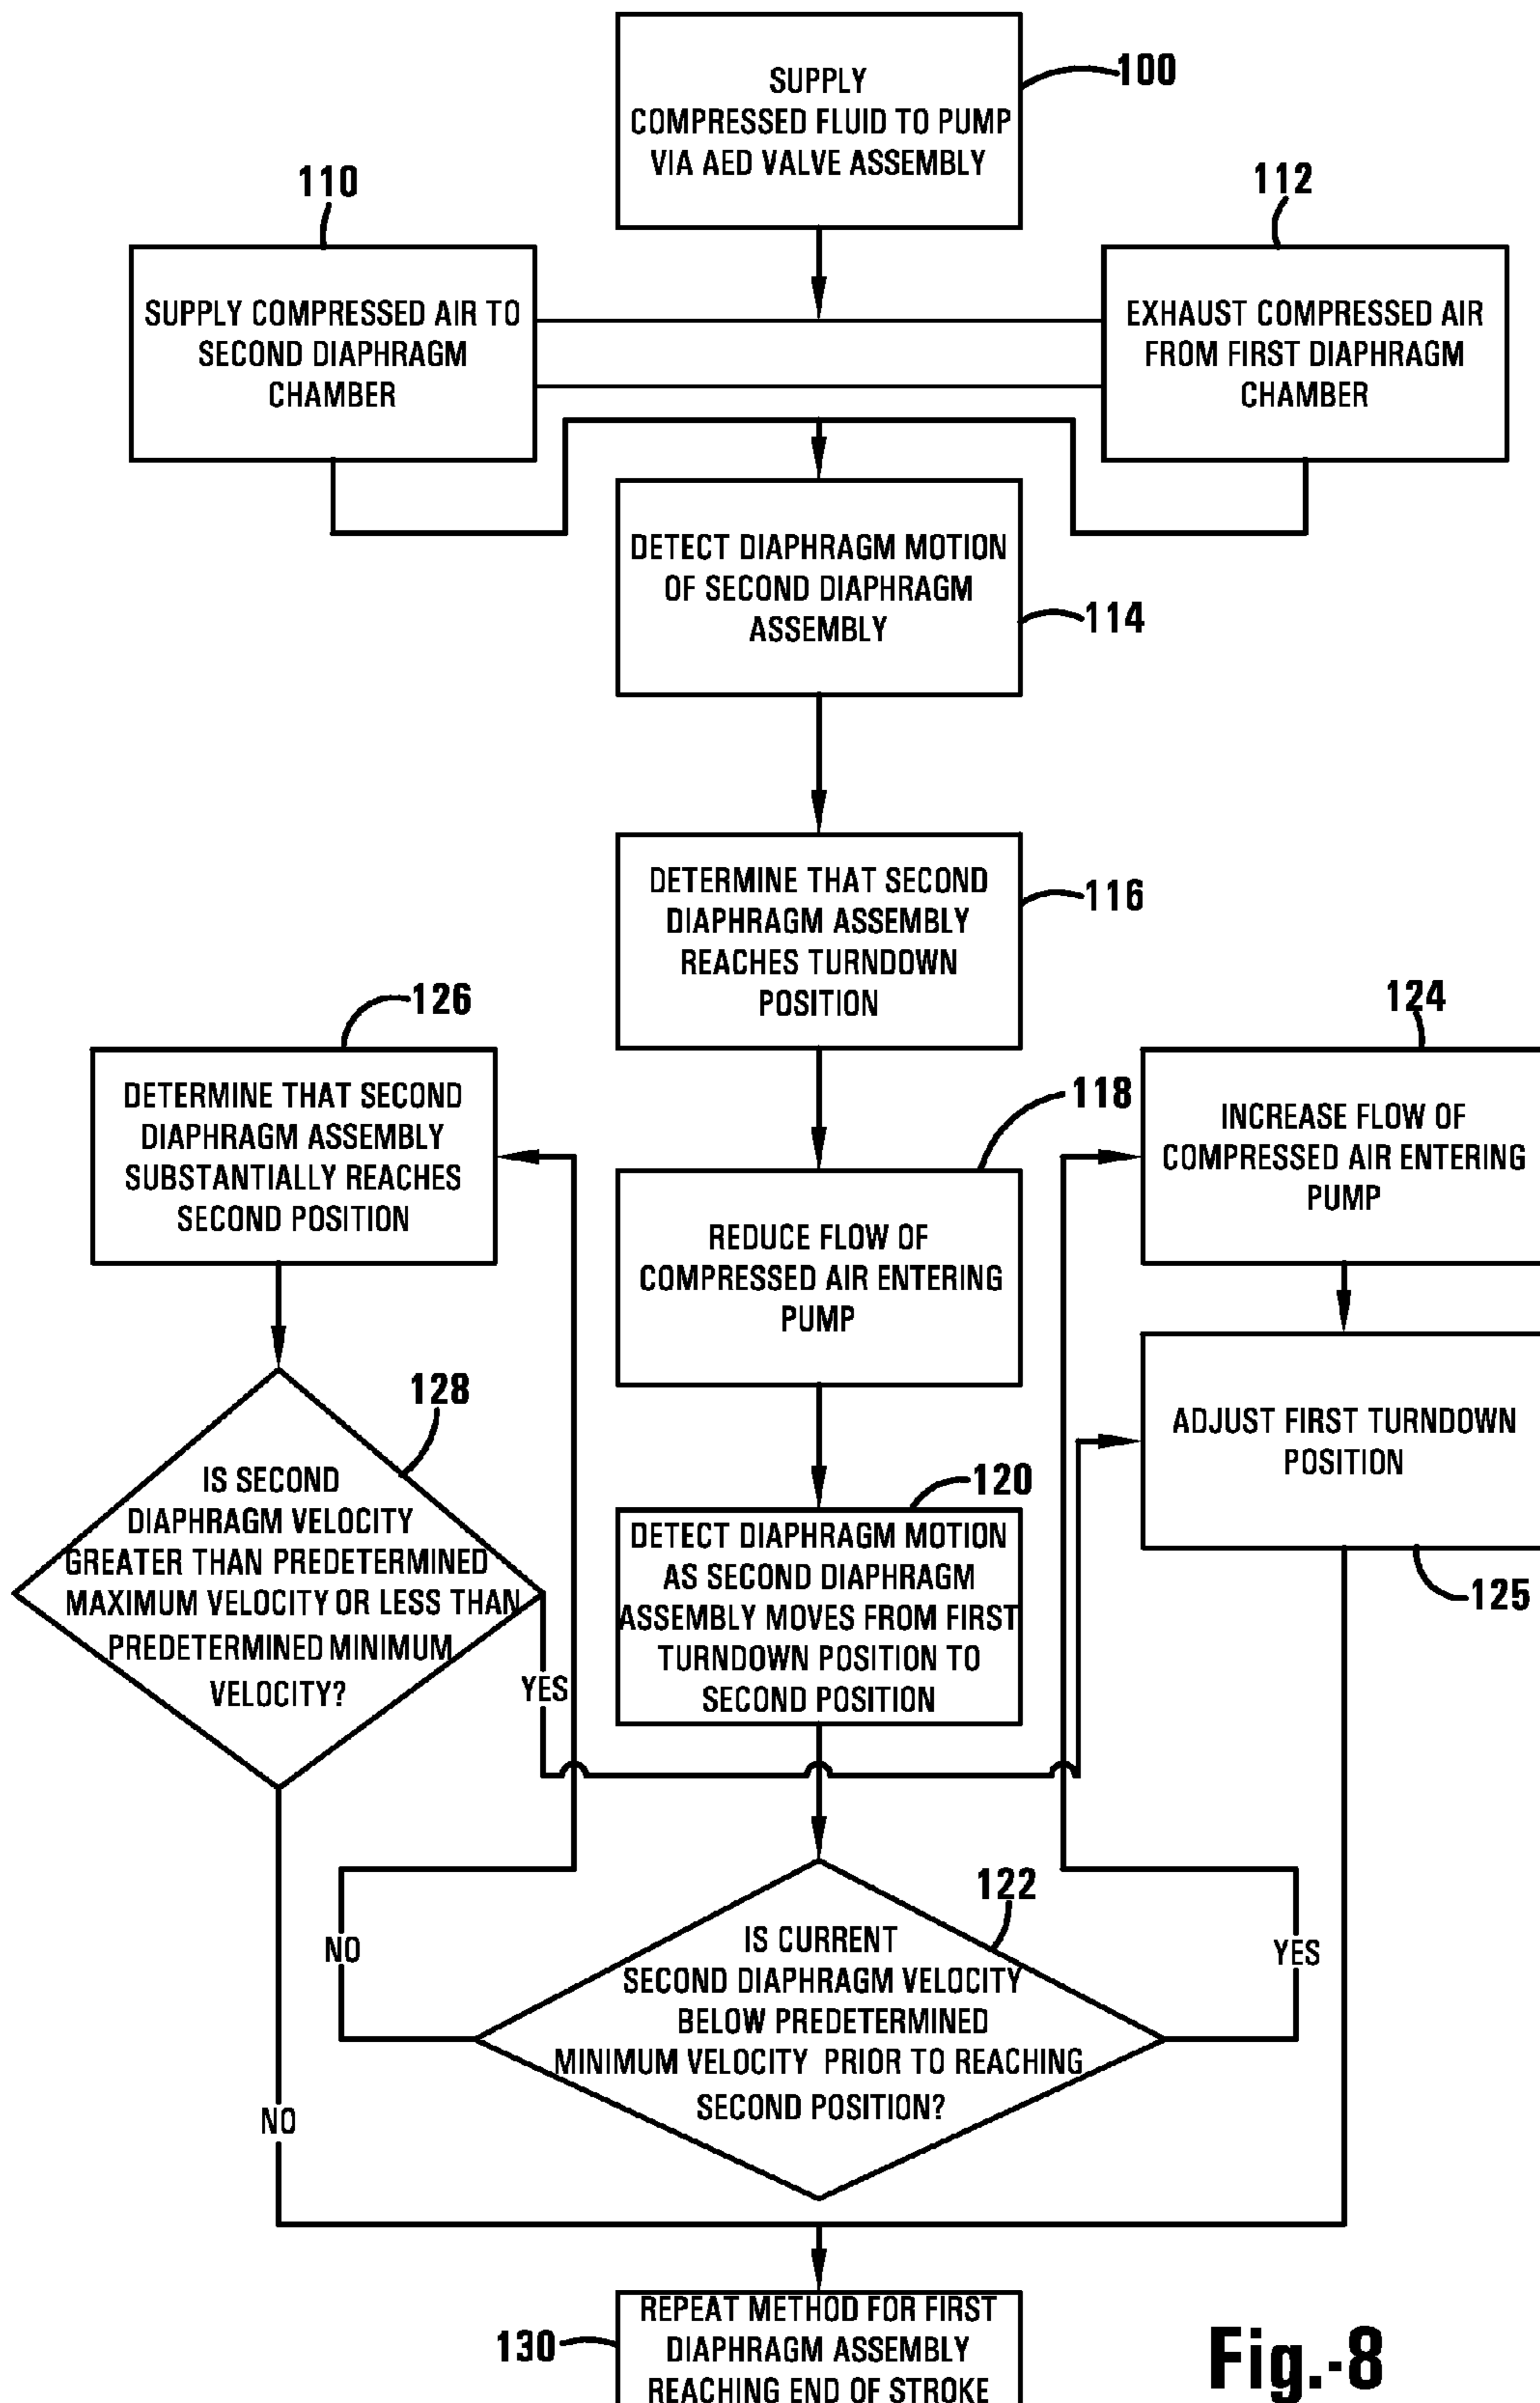 SUPPLY
COMPRESSED FLUID TO PUMP
VIA AED VALVE ASSEMBLY
100
110
SUPPLY COMPRESSED AIR TO
SECOND DIAPHRAGM
CHAMBER
112
EXHAUST COMPRESSED AIR
FROM FIRST DIAPHRAGM
CHAMBER
DETECT DIAPHRAGM MOTION
OF SECOND DIAPHRAGM
ASSEMBLY
114
DETERMINE THAT SECOND
DIAPHRAGM ASSEMBLY
REACHES TURNDOWN
POSITION
116
126
DETERMINE THAT SECOND
DIAPHRAGM ASSEMBLY
SUBSTANTIALLY REACHES
SECOND POSITION
118
REDUCE FLOW OF
COMPRESSED AIR ENTERING
PUMP
124
INCREASE FLOW OF
COMPRESSED AIR ENTERING
PUMP
128
IS SECOND
DIAPHRAGM VELOCITY
GREATER THAN PREDETERMINED
MAXIMUM VELOCITY OR LESS THAN
PREDETERMINED MINIMUM
VELOCITY?
YES
120
DETECT DIAPHRAGM MOTION
AS SECOND DIAPHRAGM
ASSEMBLY MOVES FROM FIRST
TURNDOWN POSITION TO
SECOND POSITION
ADJUST FIRST TURNDOWN
POSITION
125
122
IS CURRENT
SECOND DIAPHRAGM VELOCITY
BELOW PREDETERMINED
MINIMUM VELOCITY PRIOR TO REACHING
SECOND POSITION?
NO
YES
NO
130
REPEAT METHOD FOR FIRST
DIAPHRAGM ASSEMBLY
REACHING END OF STROKE
Fig.-8